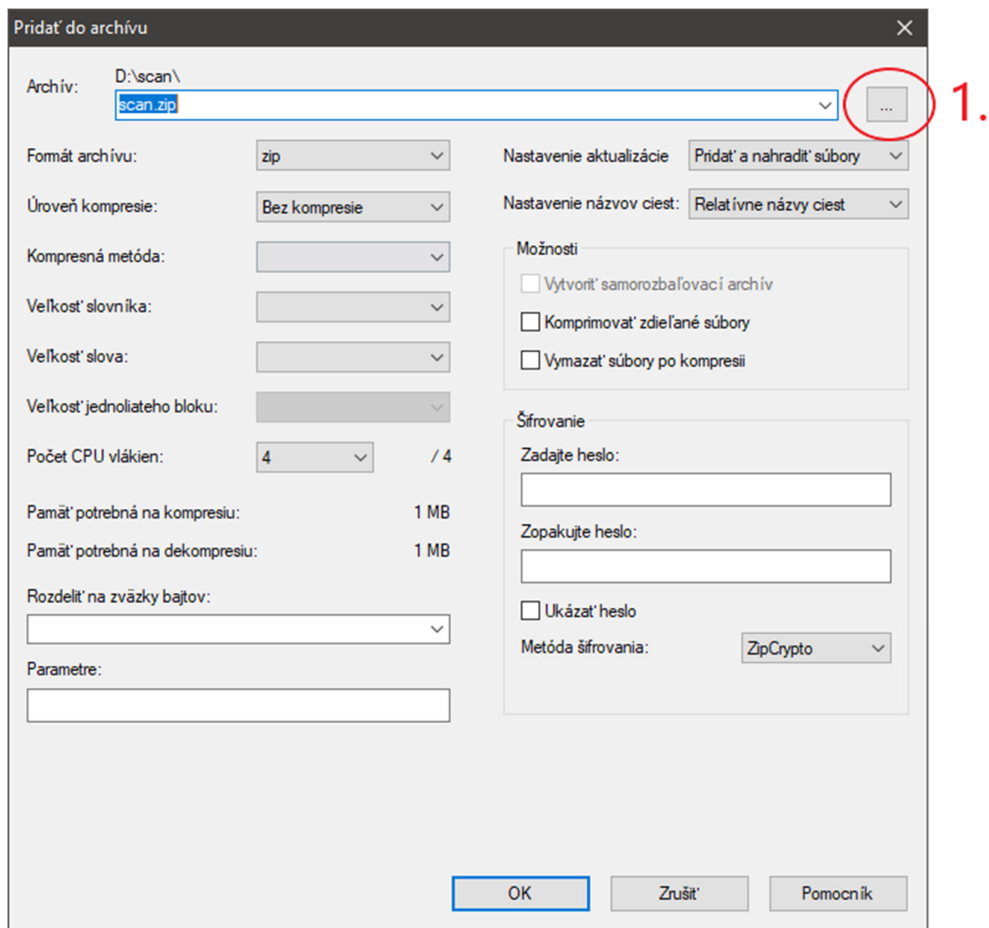 Pridať do archívu
Archív:
D:\scan\
scan.zip
...
1.
Formát archívu:
zip
Úroveň kompresie:
Bez kompresie
Kompresná metóda:
Veľkosť slovníka:
Veľkosť slova:
Veľkosť jednoliateho bloku:
Počet CPU vlákien:
4
/ 4
Pamäť potrebná na kompresiu:
1 MB
Pamäť potrebná na dekompresiu:
1 MB
Rozdeliť na zväzky bajtov:
Parametre:
Nastavenie aktualizácie
Pridať a nahradiť súbory
Nastavenie názvov ciest:
Relatívne názvy ciest
Možnosti
Vytvoriť samorozbaľovací archív
Komprimovať zdieľané súbory
Vymazať súbory po kompresii
Šifrovanie
Zadajte heslo:
Zopakujte heslo:
Ukázať heslo
Metóda šifrovania:
ZipCrypto
OK
Zrušiť
Pomocník